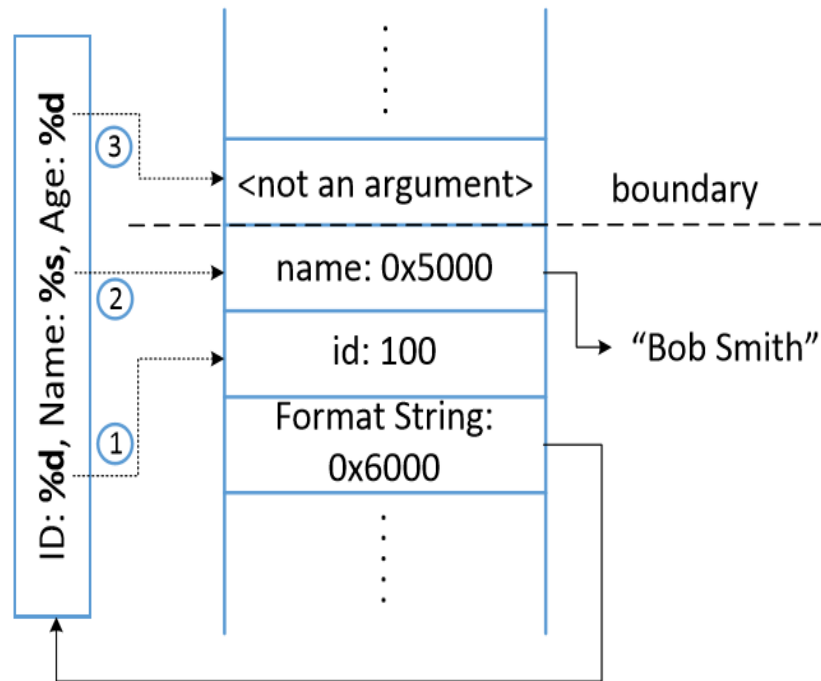 ID: %d, Name: %s, Age: %d
3
<not an argument>
boundary
2
name: 0x5000
"Bob Smith"
id: 100
1
Format String:
0x6000